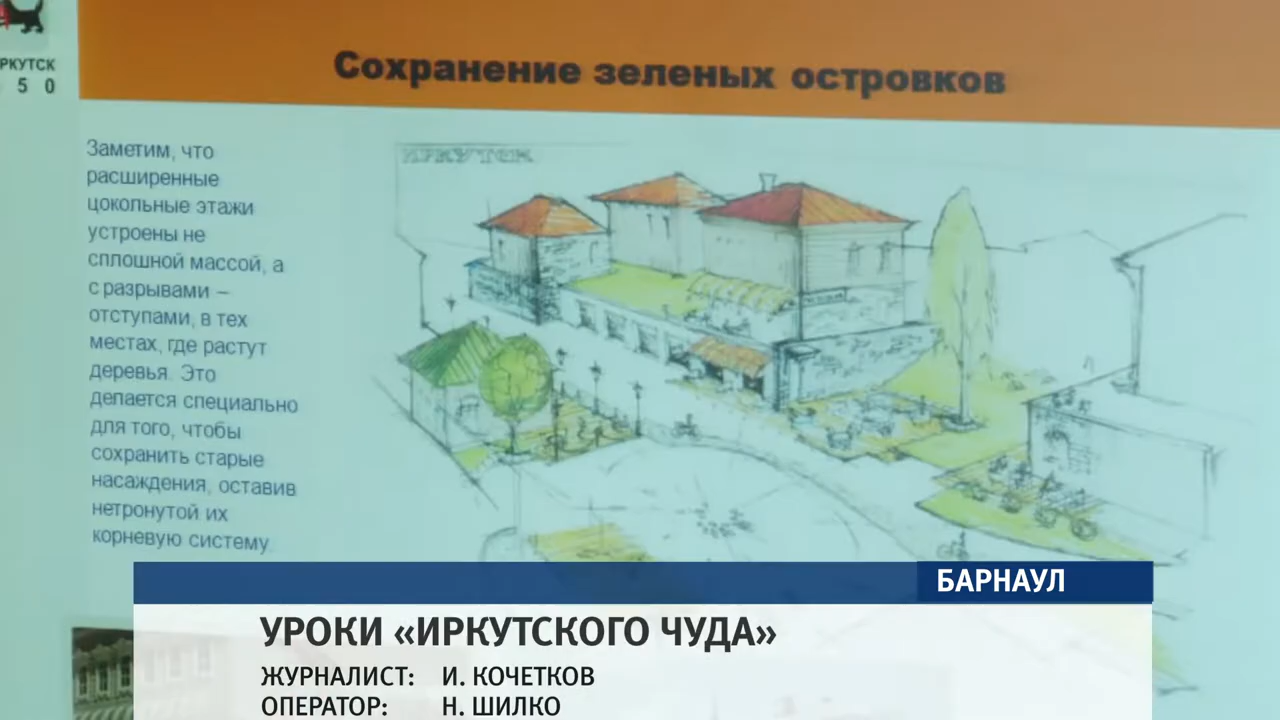 РКУТСК
5 0
Сохранение зеленых островков
Заметим, что
расширенные
цокольные этажи
устроены не
сплошной массой, а
с разрывами –
отступами, в тех
местах, где растут
деревья. Это
делается специально
для того, чтобы
сохранить старые
насаждения, оставив
нетронутой их
корневую систему.
ИРКУТСК
БАРНАУЛ
УРОКИ «ИРКУТСКОГО ЧУДА»
ЖУРНАЛИСТ: И. КОЧЕТКОВ
ОПЕРАТОР: Н. ШИЛКО